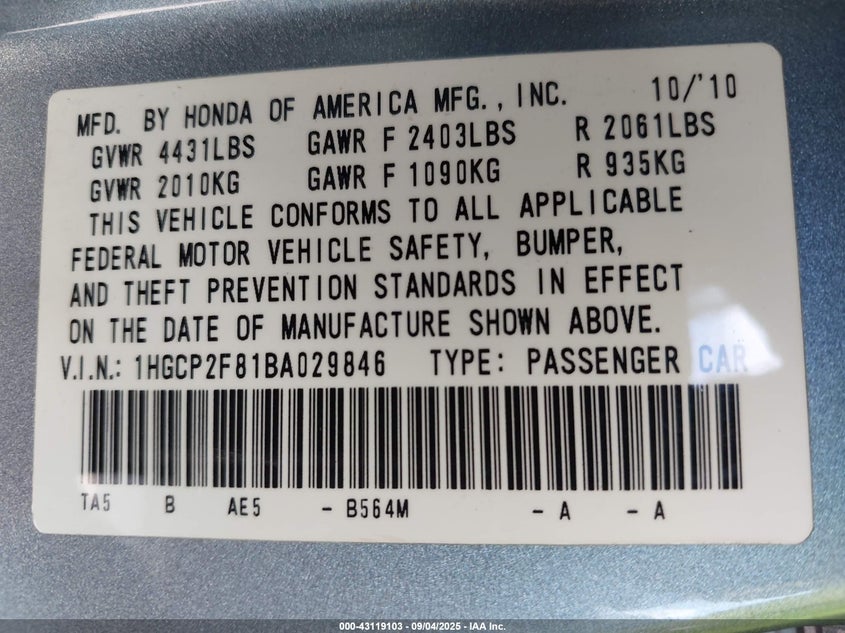 MFD. BY HONDA OF AMERICA MFG., INC. 10/'10
GVWR 4431LBS GAWR F 2403LBS R 2061LBS
GVWR 2010KG GAWR F 1090KG R 935KG
THIS VEHICLE CONFORMS TO ALL APPLICABLE
FEDERAL MOTOR VEHICLE SAFETY, BUMPER,
AND THEFT PREVENTION STANDARDS IN EFFECT
ON THE DATE OF MANUFACTURE SHOWN ABOVE.
V.I.N.: 1HGCP2F81BA029846 TYPE: PASSENGER CAR
TA5 B AE5 - B564M - A - A
000-43119103 - 09/04/2025 - IAA Inc.